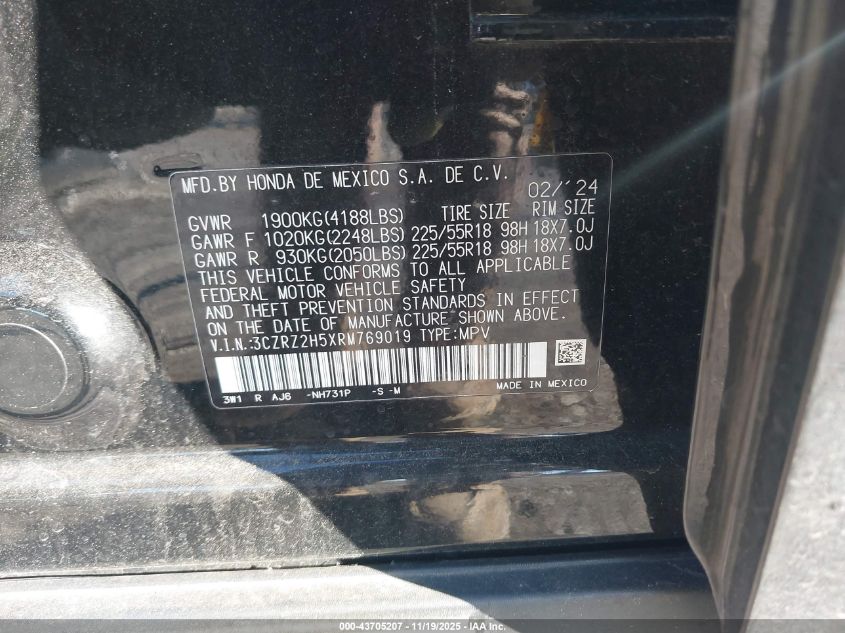 MFD.BY HONDA DE MEXICO S.A. DE C.V. 02/'24
GVWR 1900KG(4188LBS) TIRE SIZE RIM SIZE
GAWR F 1020KG(2248LBS) 225/55R18 98H 18X7.0J
GAWR R 930KG(2050LBS) 225/55R18 98H 18X7.0J
THIS VEHICLE CONFORMS TO ALL APPLICABLE
FEDERAL MOTOR VEHICLE SAFETY
AND THEFT PREVENTION STANDARDS IN EFFECT
ON THE DATE OF MANUFACTURE SHOWN ABOVE.
V.I.N.:3CZRZ2H5XRM769019 TYPE:MPV
3W1 R AJ6 -NH731P -S -M MADE IN MEXICO
000-43705207 - 11/19/2025 - IAA Inc.